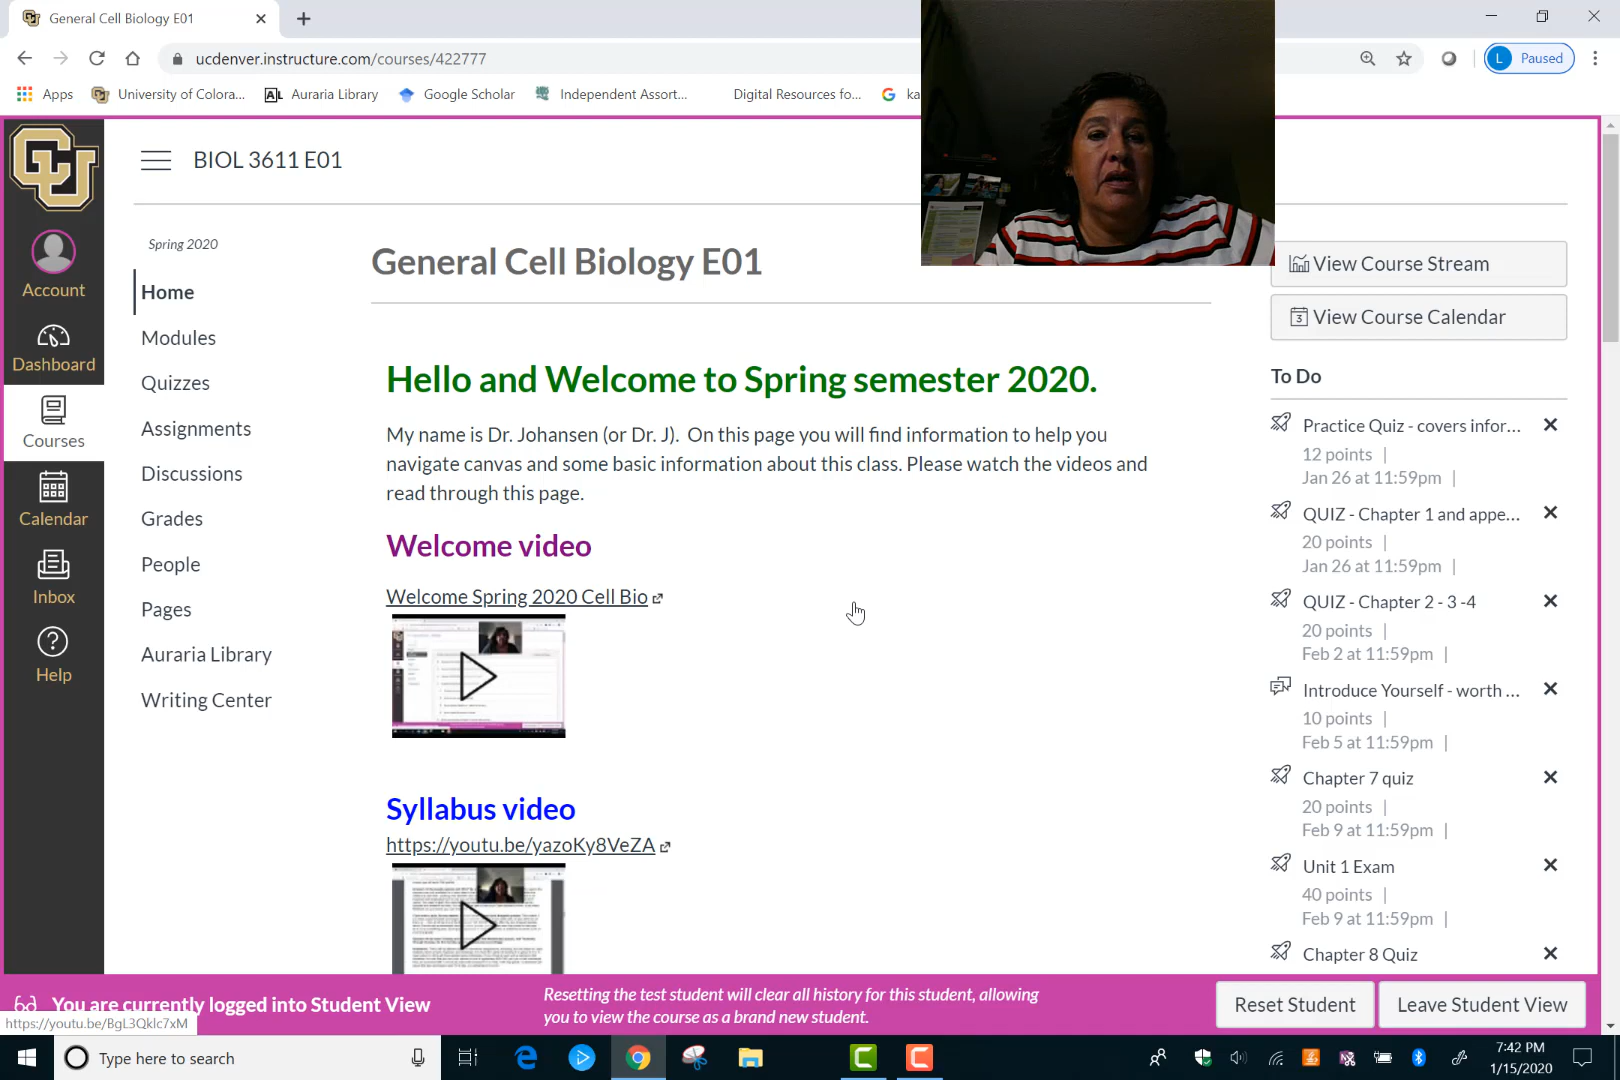 General Cell Biology E01
ucdenver.instructure.com/courses/422777
L Paused
Apps
University of Colora...
Auraria Library
Google Scholar
Independent Assort...
Digital Resources fo...
ka
BIOL 3611 E01
Spring 2020
Account
Dashboard
Courses
Calendar
Inbox
Help
Home
Modules
Quizzes
Assignments
Discussions
Grades
People
Pages
Auraria Library
Writing Center
General Cell Biology E01
Hello and Welcome to Spring semester 2020.
My name is Dr. Johansen (or Dr. J). On this page you will find information to help you
navigate canvas and some basic information about this class. Please watch the videos and
read through this page.
Welcome video
Welcome Spring 2020 Cell Bio
Syllabus video
https://youtu.be/yazoKy8VeZA
View Course Stream
View Course Calendar
To Do
Practice Quiz - covers infor...
12 points |
Jan 26 at 11:59pm |
QUIZ - Chapter 1 and appe...
20 points |
Jan 26 at 11:59pm |
QUIZ - Chapter 2 - 3 -4
20 points |
Feb 2 at 11:59pm |
Introduce Yourself - worth ...
10 points |
Feb 5 at 11:59pm |
Chapter 7 quiz
20 points |
Feb 9 at 11:59pm |
Unit 1 Exam
40 points |
Feb 9 at 11:59pm |
Chapter 8 Quiz
You are currently logged into Student View
Resetting the test student will clear all history for this student, allowing
you to view the course as a brand new student.
Reset Student
Leave Student View
https://youtu.be/BgL3Qklc7xM
Type here to search
7:42 PM
1/15/2020